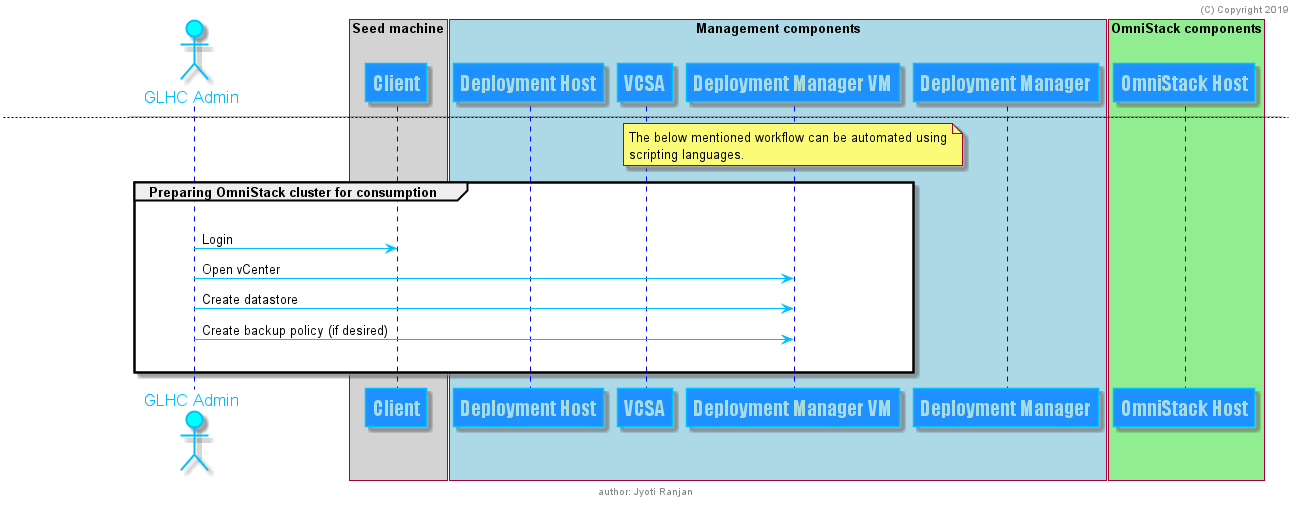 (C) Copyright 2019
Seed machine
Management components
OmniStack components
GLHC Admin
Client
Deployment Host
VCSA
Deployment Manager VM
Deployment Manager
OmniStack Host
The below mentioned workflow can be automated using
scripting languages.
Preparing OmniStack cluster for consumption
Login
Open vCenter
Create datastore
Create backup policy (if desired)
GLHC Admin
Client
Deployment Host
VCSA
Deployment Manager VM
Deployment Manager
OmniStack Host
author: Jyoti Ranjan